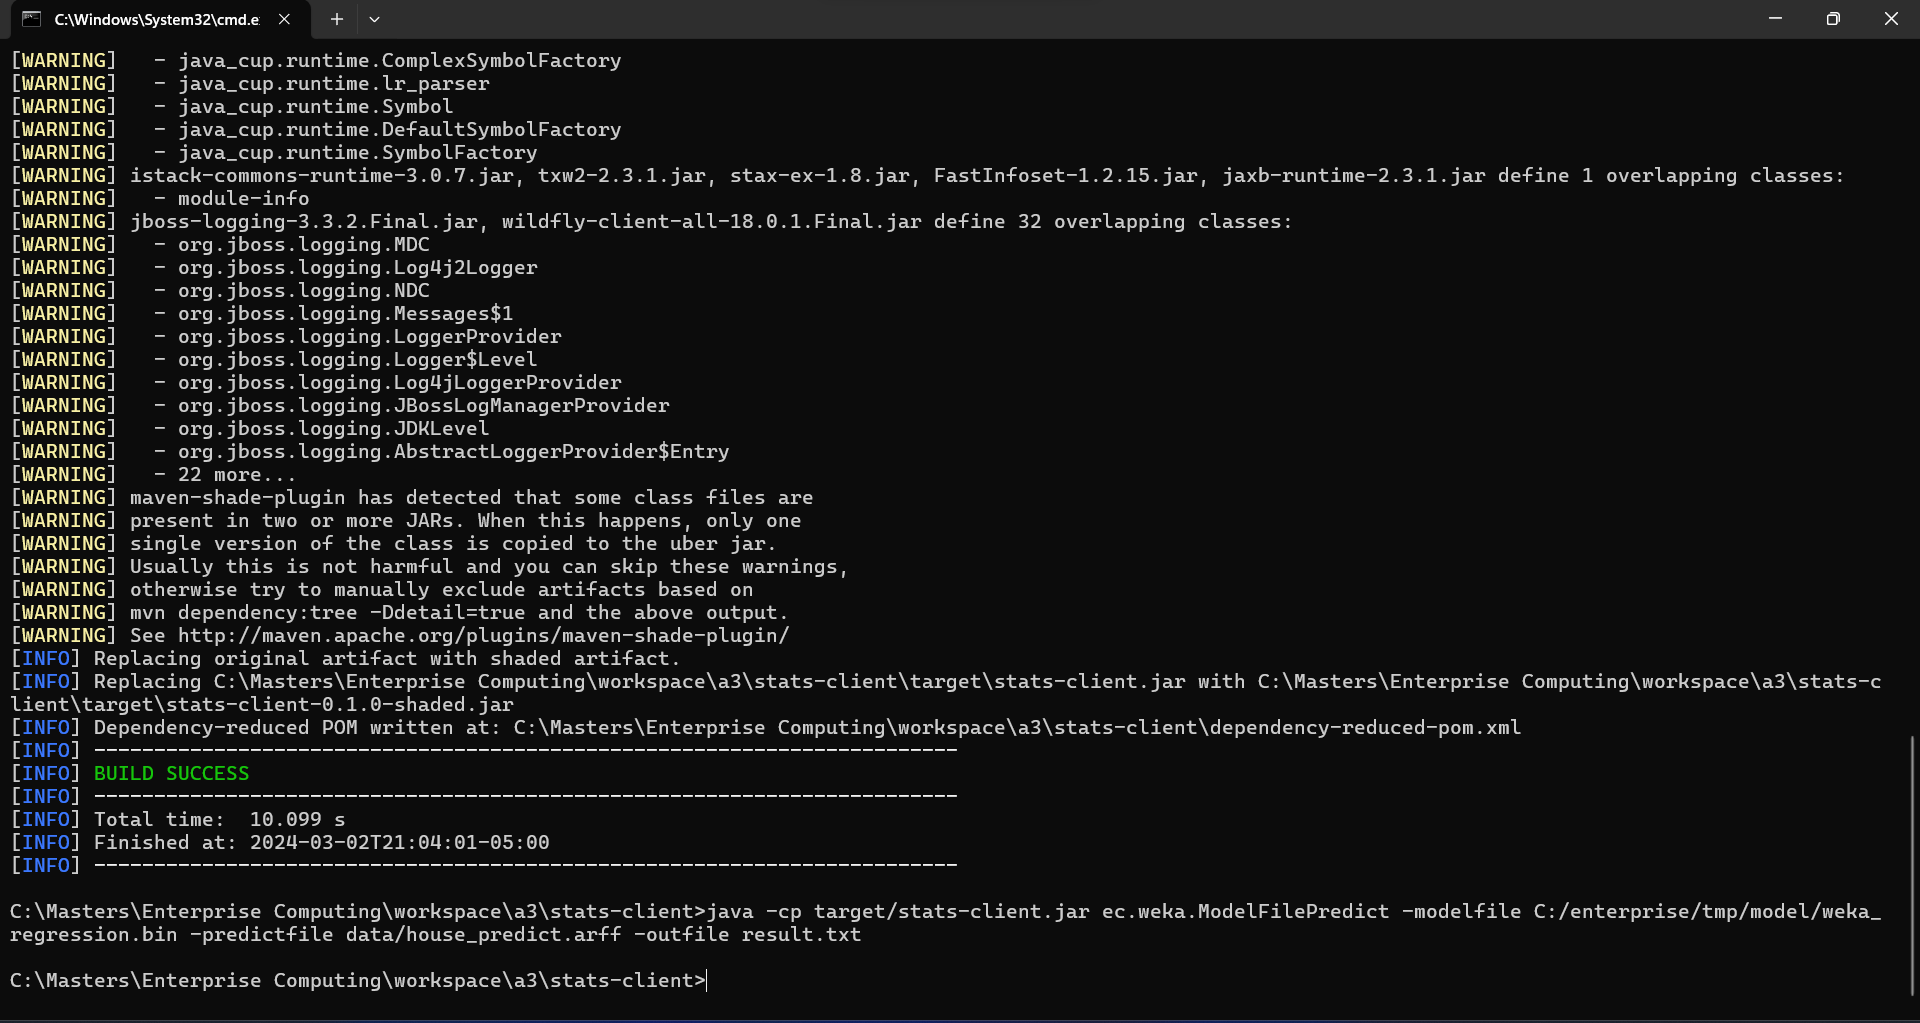 C:\Windows\System32\cmd.e
[WARNING]   - java_cup.runtime.ComplexSymbolFactory
[WARNING]   - java_cup.runtime.lr_parser
[WARNING]   - java_cup.runtime.Symbol
[WARNING]   - java_cup.runtime.DefaultSymbolFactory
[WARNING]   - java_cup.runtime.SymbolFactory
[WARNING] istack-commons-runtime-3.0.7.jar, txw2-2.3.1.jar, stax-ex-1.8.jar, FastInfoset-1.2.15.jar, jaxb-runtime-2.3.1.jar define 1 overlapping classes:
[WARNING]   - module-info
[WARNING] jboss-logging-3.3.2.Final.jar, wildfly-client-all-18.0.1.Final.jar define 32 overlapping classes:
[WARNING]   - org.jboss.logging.MDC
[WARNING]   - org.jboss.logging.Log4j2Logger
[WARNING]   - org.jboss.logging.NDC
[WARNING]   - org.jboss.logging.Messages$1
[WARNING]   - org.jboss.logging.LoggerProvider
[WARNING]   - org.jboss.logging.Logger$Level
[WARNING]   - org.jboss.logging.Log4jLoggerProvider
[WARNING]   - org.jboss.logging.JBossLogManagerProvider
[WARNING]   - org.jboss.logging.JDKLevel
[WARNING]   - org.jboss.logging.AbstractLoggerProvider$Entry
[WARNING]   - 22 more...
[WARNING] maven-shade-plugin has detected that some class files are
[WARNING] present in two or more JARs. When this happens, only one
[WARNING] single version of the class is copied to the uber jar.
[WARNING] Usually this is not harmful and you can skip these warnings,
[WARNING] otherwise try to manually exclude artifacts based on
[WARNING] mvn dependency:tree -Ddetail=true and the above output.
[WARNING] See http://maven.apache.org/plugins/maven-shade-plugin/
[INFO] Replacing original artifact with shaded artifact.
[INFO] Replacing C:\Masters\Enterprise Computing\workspace\a3\stats-client\target\stats-client.jar with C:\Masters\Enterprise Computing\workspace\a3\stats-c
lient\target\stats-client-0.1.0-shaded.jar
[INFO] Dependency-reduced POM written at: C:\Masters\Enterprise Computing\workspace\a3\stats-client\dependency-reduced-pom.xml
[INFO] ------------------------------------------------------------------------
[INFO] BUILD SUCCESS
[INFO] ------------------------------------------------------------------------
[INFO] Total time:  10.099 s
[INFO] Finished at: 2024-03-02T21:04:01-05:00
[INFO] ------------------------------------------------------------------------
C:\Masters\Enterprise Computing\workspace\a3\stats-client>java -cp target/stats-client.jar ec.weka.ModelFilePredict -modelfile C:/enterprise/tmp/model/weka_
regression.bin -predictfile data/house_predict.arff -outfile result.txt
C:\Masters\Enterprise Computing\workspace\a3\stats-client>